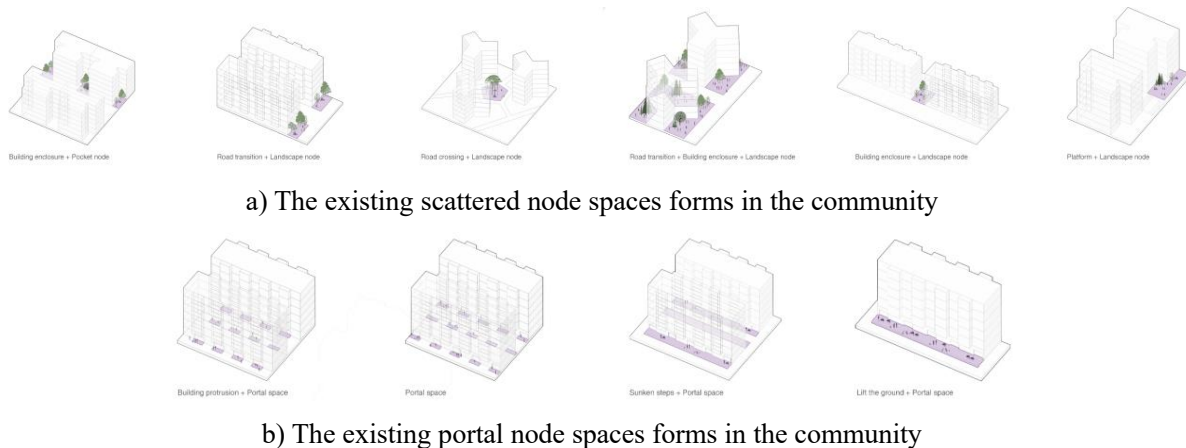 Building enclosure + Pocket node
Road transition + Landscape node
Road crossing + Landscape node
Road transition + Building enclosure + Landscape node
Building enclosure + Landscape node
Platform + Landscape node
a) The existing scattered node spaces forms in the community
Building protrusion + Portal space
Portal space
Sunken steps + Portal space
Lift the ground + Portal space
b) The existing portal node spaces forms in the community